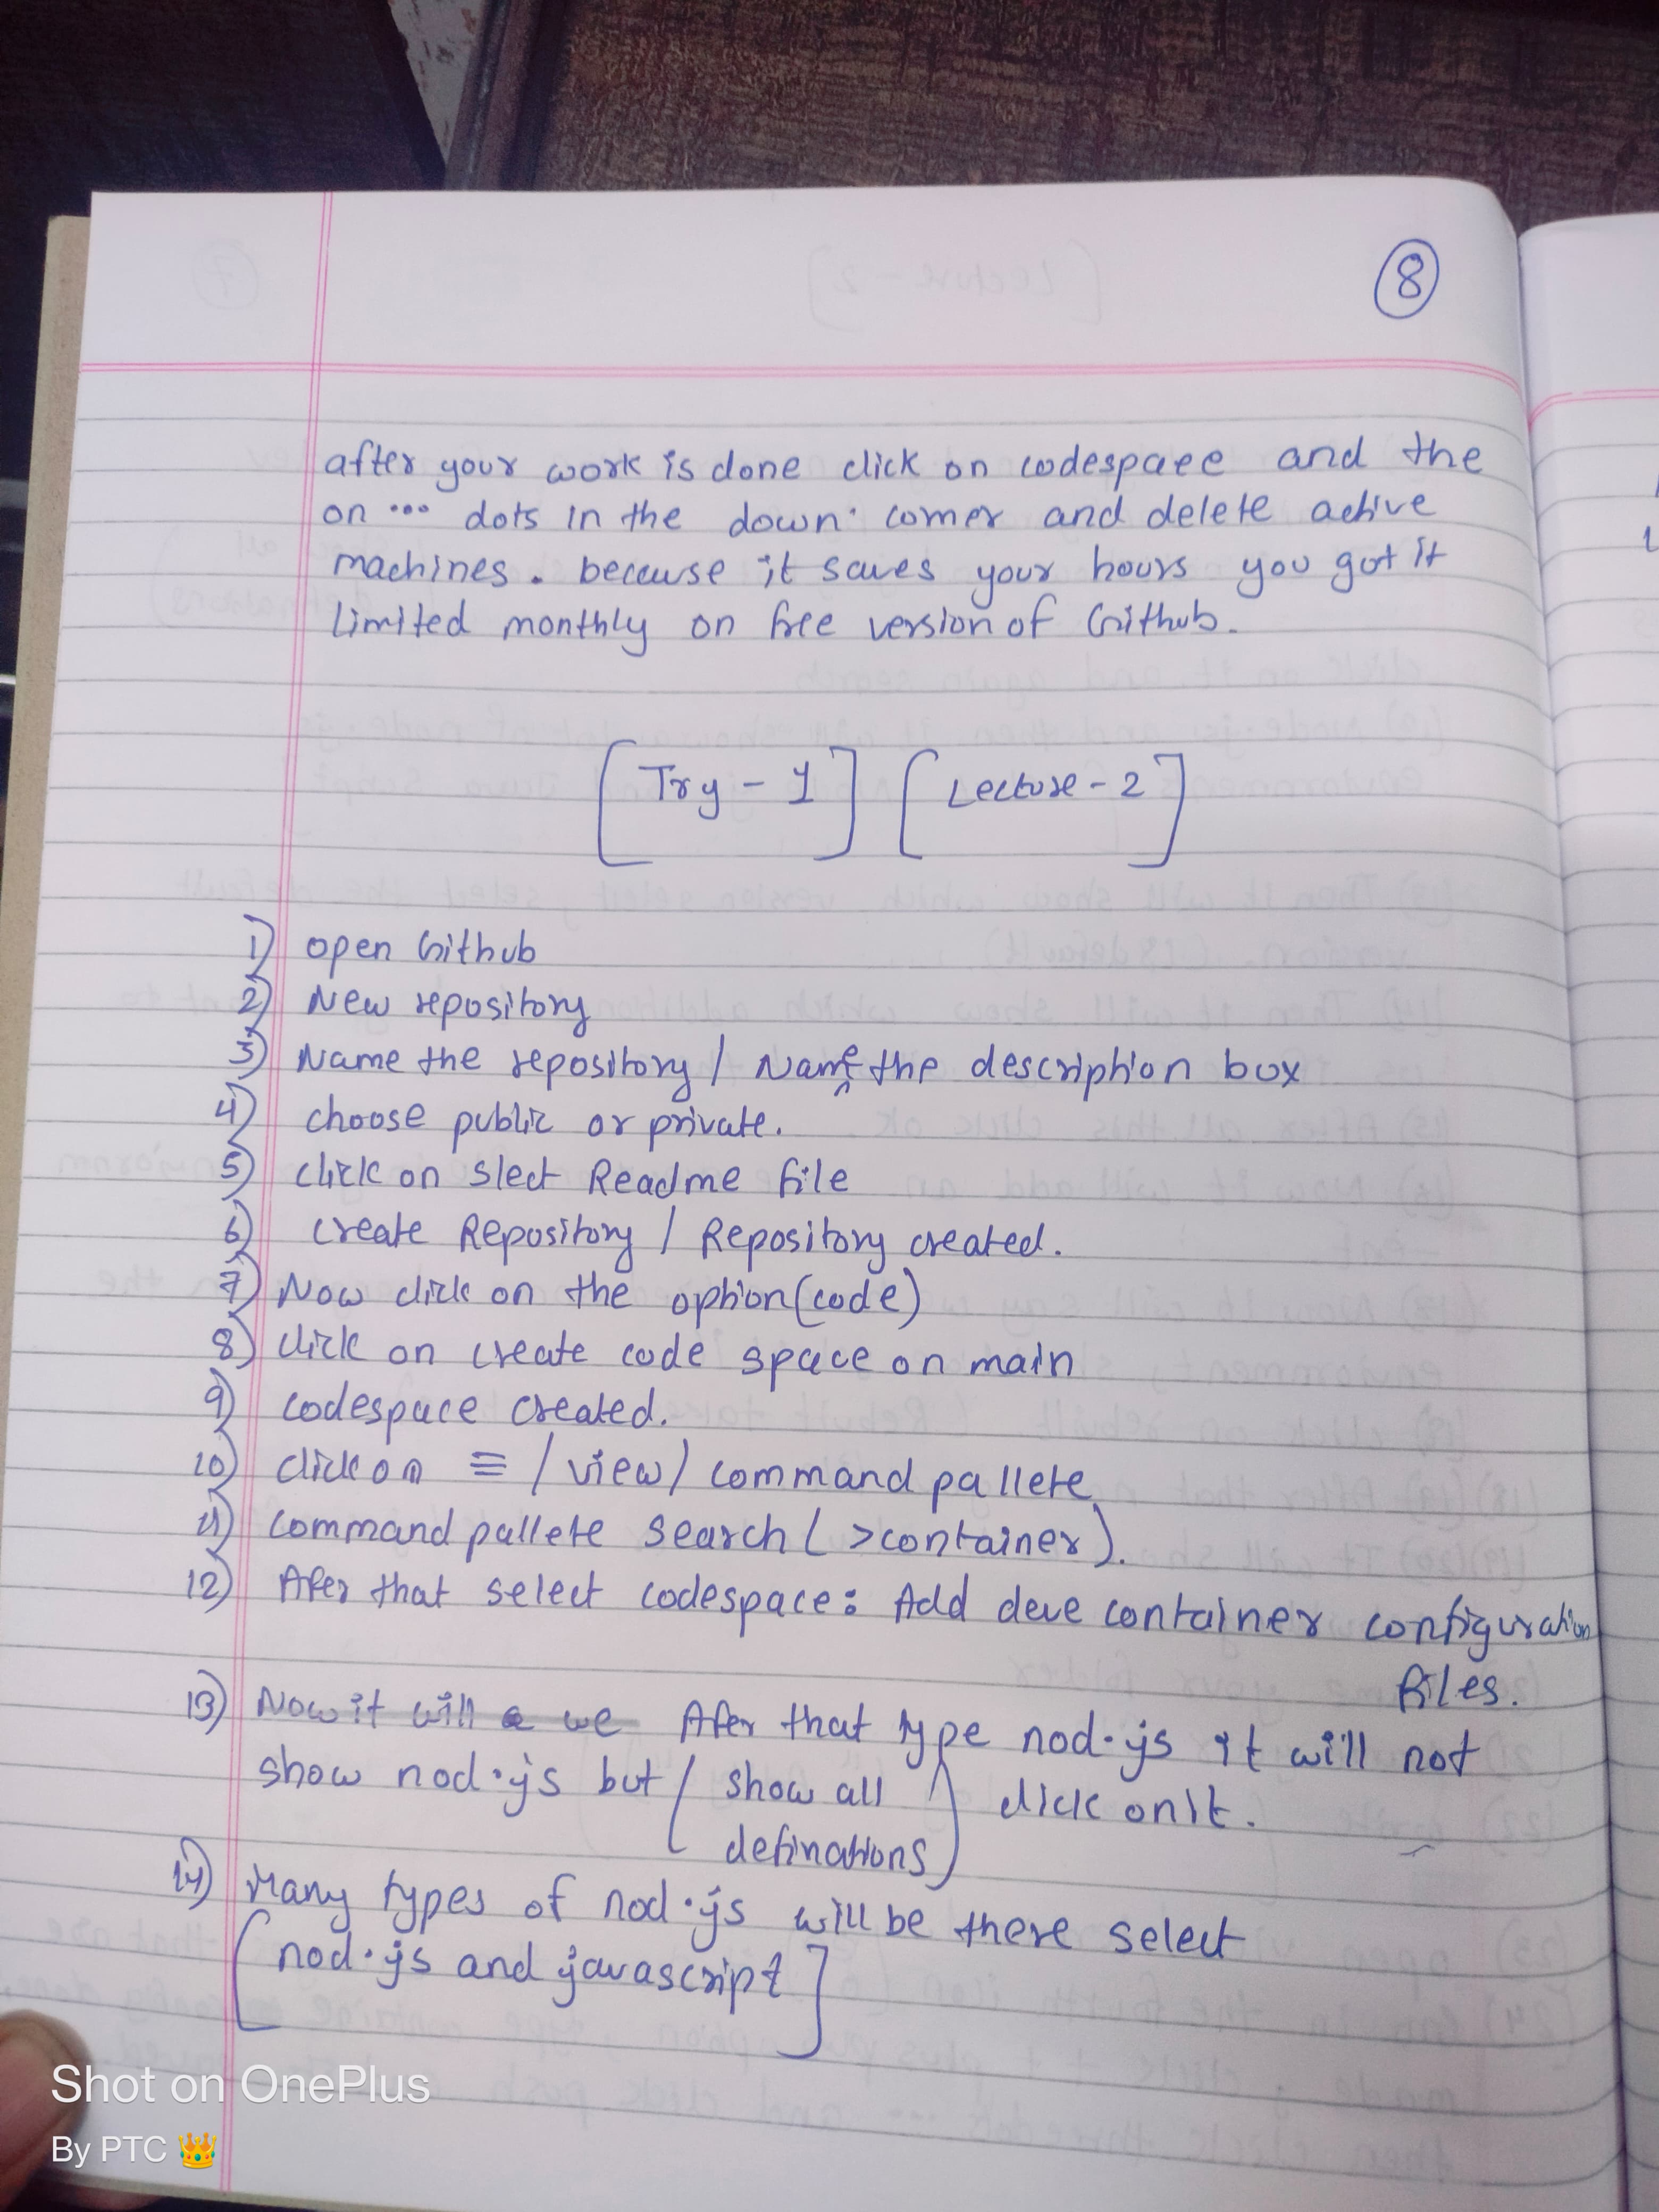 8
after your work is done click on codespace and the
on ... dots in the down corner and delete active
machines. because it saves your hours you got it
limited monthly on free version of Github.
[Try - 1] [Lecture - 2]
1) open Github
2) New repository
3) Name the repository / Name the description box
4) choose public or private.
5) click on slect Readme file
6) create Repository / Repository created.
7) Now click on the option (code)
8) click on create code space on main
9) codespace created.
10) click on ≡ / view / command pallete
11) command pallete search ( >container ).
12) Afer that select codespace: Add deve container configuration
files.
13) Now it will a we Afer that type nod.js it will not
show nod.js but ( show all definations ) click on it.
14) Many types of nod.js will be there select
[nod.js and javascript]
Shot on OnePlus
By PTC 👑